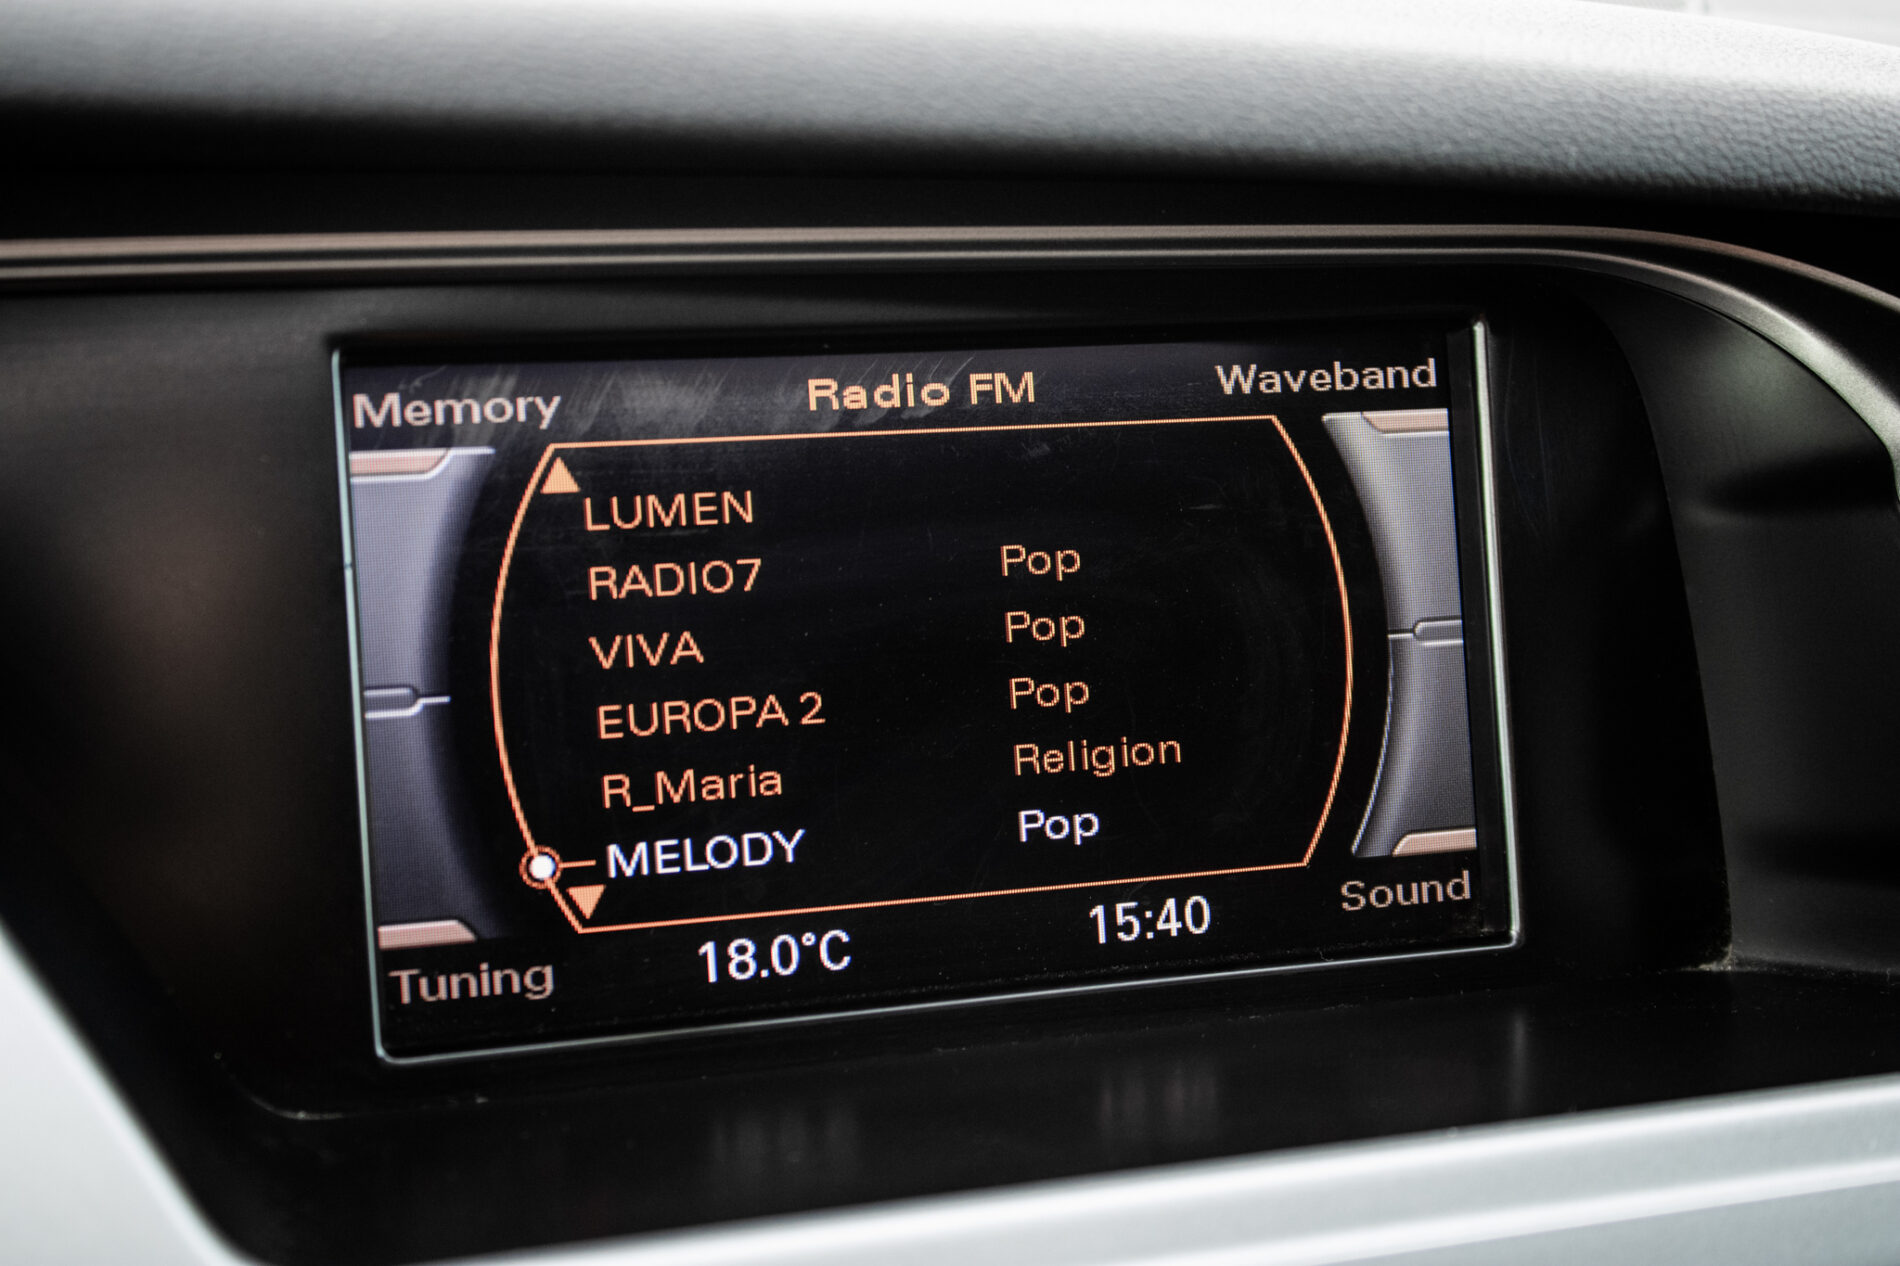 Memory Radio FM Waveband
LUMEN
RADIO7 Pop
VIVA Pop
EUROPA 2 Pop
R_Maria Religion
MELODY Pop
Tuning 18.0°C 15:40 Sound